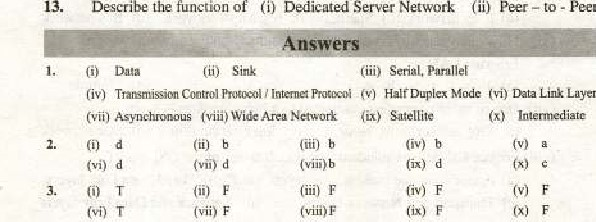 13. Describe the function of (i) Dedicated Server Network (ii) Peer – to - Peer
Answers
1. (i) Data (ii) Sink (iii) Serial, Parallel
(iv) Transmission Control Protocol / Internet Protocol (v) Half Duplex Mode (vi) Data Link Layer
(vii) Asynchronous (viii) Wide Area Network (ix) Satellite (x) Intermediate
2. (i) d (ii) b (iii) b (iv) b (v) a
(vi) d (vii) d (viii) b (ix) d (x) c
3. (i) T (ii) F (iii) F (iv) F (v) F
(vi) T (vii) F (viii) F (ix) F (x) F